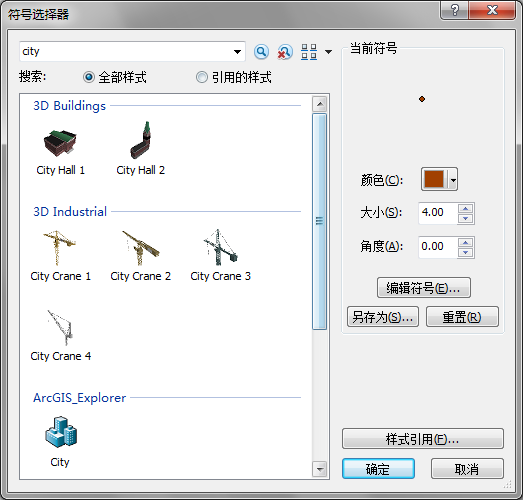 符号选择器
city
搜索:
全部样式
引用的样式
3D Buildings
City Hall 1
City Hall 2
3D Industrial
City Crane 1
City Crane 2
City Crane 3
City Crane 4
ArcGIS_Explorer
City
当前符号
颜色(C):
大小(S):
4.00
角度(A):
0.00
编辑符号(E)...
另存为(S)...
重置(R)
样式引用(F)...
确定
取消